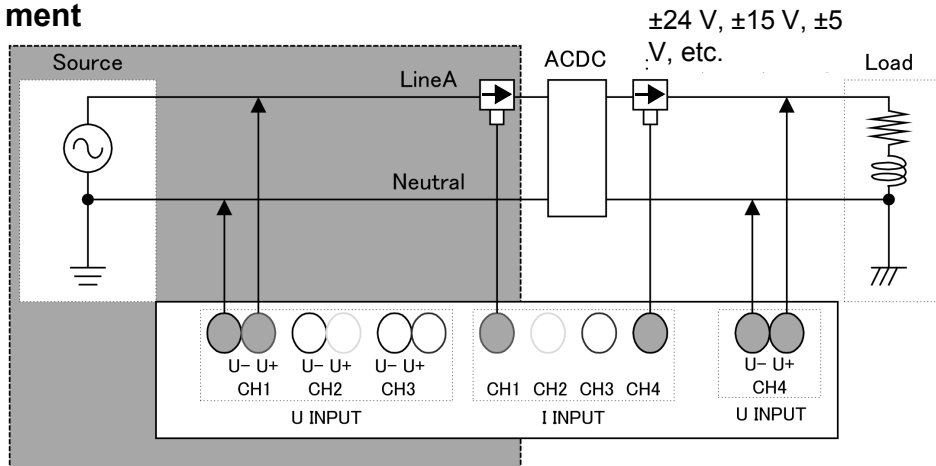 ment
±24 V, ±15 V, ±5
V, etc.
:
Source
ACDC
Load
LineA
Neutral
U- U+ U- U+ U- U+
CH1 CH2 CH3
U INPUT
CH1 CH2 CH3 CH4
I INPUT
U- U+
CH4
U INPUT